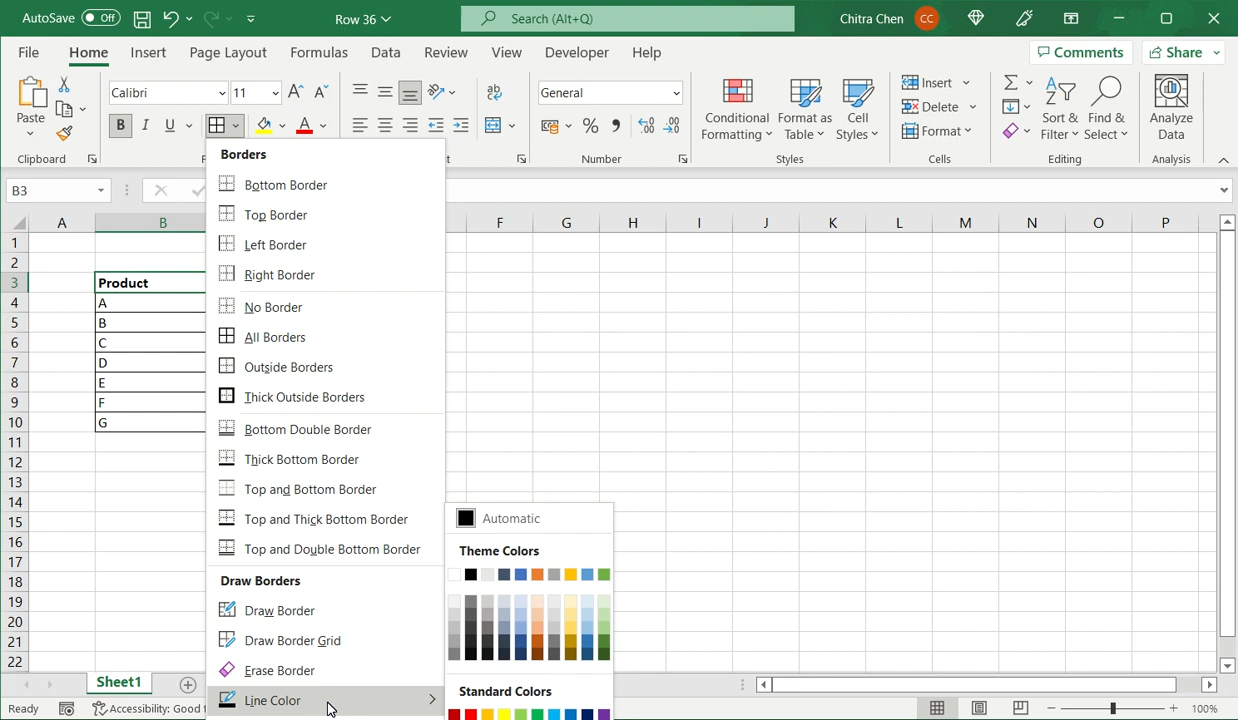 AutoSave Off Row 36 Search (Alt+Q) Chitra Chen CC
File Home Insert Page Layout Formulas Data Review View Developer Help Comments Share
Paste
Clipboard
Calibri 11
B I U A
General
Number
Conditional Formatting
Format as Table
Cell Styles
Styles
Insert
Delete
Format
Cells
Sort & Filter
Find & Select
Editing
Analyze Data
Analysis
B3
A B F G H I J K L M N O P
1
2
3 Product
4 A
5 B
6 C
7 D
8 E
9 F
10 G
11
12
13
14
15
16
17
18
19
20
21
22
Borders
Bottom Border
Top Border
Left Border
Right Border
No Border
All Borders
Outside Borders
Thick Outside Borders
Bottom Double Border
Thick Bottom Border
Top and Bottom Border
Top and Thick Bottom Border
Top and Double Bottom Border
Draw Borders
Draw Border
Draw Border Grid
Erase Border
Line Color
Automatic
Theme Colors
Standard Colors
Sheet1
Ready Accessibility: Good 100%